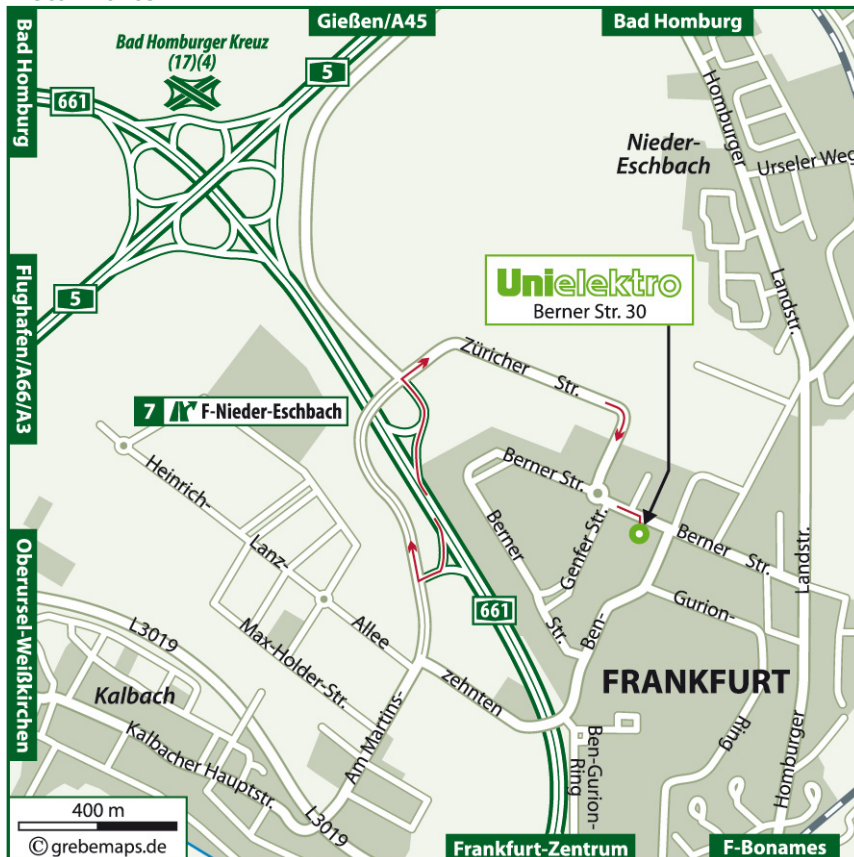 Gießen/A45
Bad Homburg
Bad Homburg
Bad Homburger Kreuz
(17)(4)
5
661
Homburger
Nieder-
Eschbach
Urseler Weg
Flughafen/A66/A3
5
Unielektro
Berner Str. 30
Landstr.
Züricher Str.
7 F-Nieder-Eschbach
Heinrich-
Lanz-
Allee
Berner Str.
Berner
Str.
Genfer Str.
Berner Str.
Landstr.
Oberursel-Weißkirchen
L3019
Max-Holder-Str.
661
Ben-
Gurion-
Ring
zehnten
Am Martins-
Kalbach
Kalbacher Hauptstr.
L3019
FRANKFURT
Ben-Gurion-
Ring
Homburger
400 m
© grebemaps.de
Frankfurt-Zentrum
F-Bonames